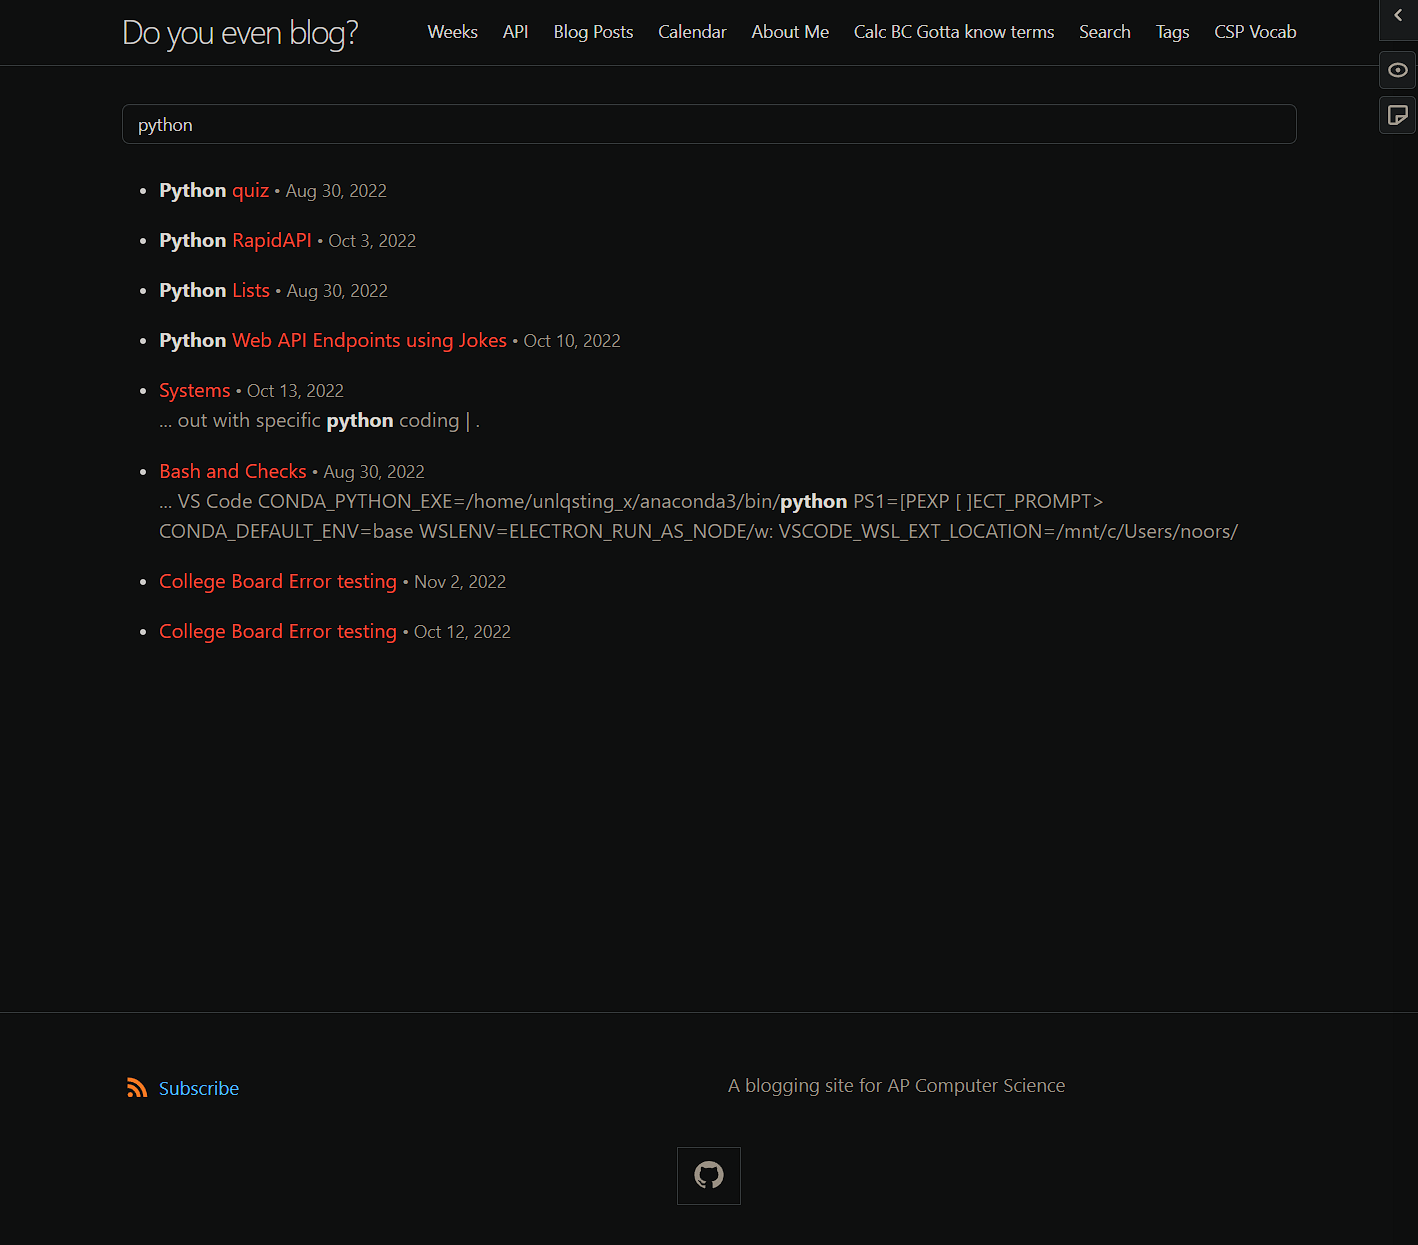 Do you even blog?
Weeks API Blog Posts Calendar About Me Calc BC Gotta know terms Search Tags CSP Vocab
python
• Python quiz • Aug 30, 2022
• Python RapidAPI • Oct 3, 2022
• Python Lists • Aug 30, 2022
• Python Web API Endpoints using Jokes • Oct 10, 2022
• Systems • Oct 13, 2022
... out with specific python coding | .
• Bash and Checks • Aug 30, 2022
... VS Code CONDA_PYTHON_EXE=/home/unlqsting_x/anaconda3/bin/python PS1=[PEXP [ ]ECT_PROMPT>
CONDA_DEFAULT_ENV=base WSLENV=ELECTRON_RUN_AS_NODE/w: VSCODE_WSL_EXT_LOCATION=/mnt/c/Users/noors/
• College Board Error testing • Nov 2, 2022
• College Board Error testing • Oct 12, 2022
Subscribe
A blogging site for AP Computer Science